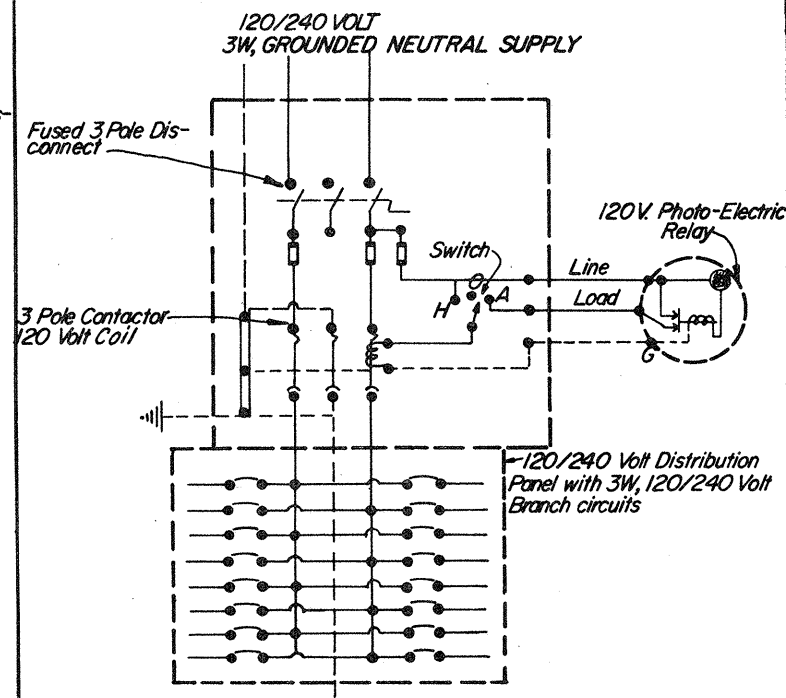 120/240 VOLT
3W, GROUNDED NEUTRAL SUPPLY
Fused 3 Pole Dis-
connect
120V. Photo-Electric
Relay
Switch
Line
O
H
A
Load
3 Pole Contactor
120 Volt Coil
G
120/240 Volt Distribution
Panel with 3W, 120/240 Volt
Branch circuits